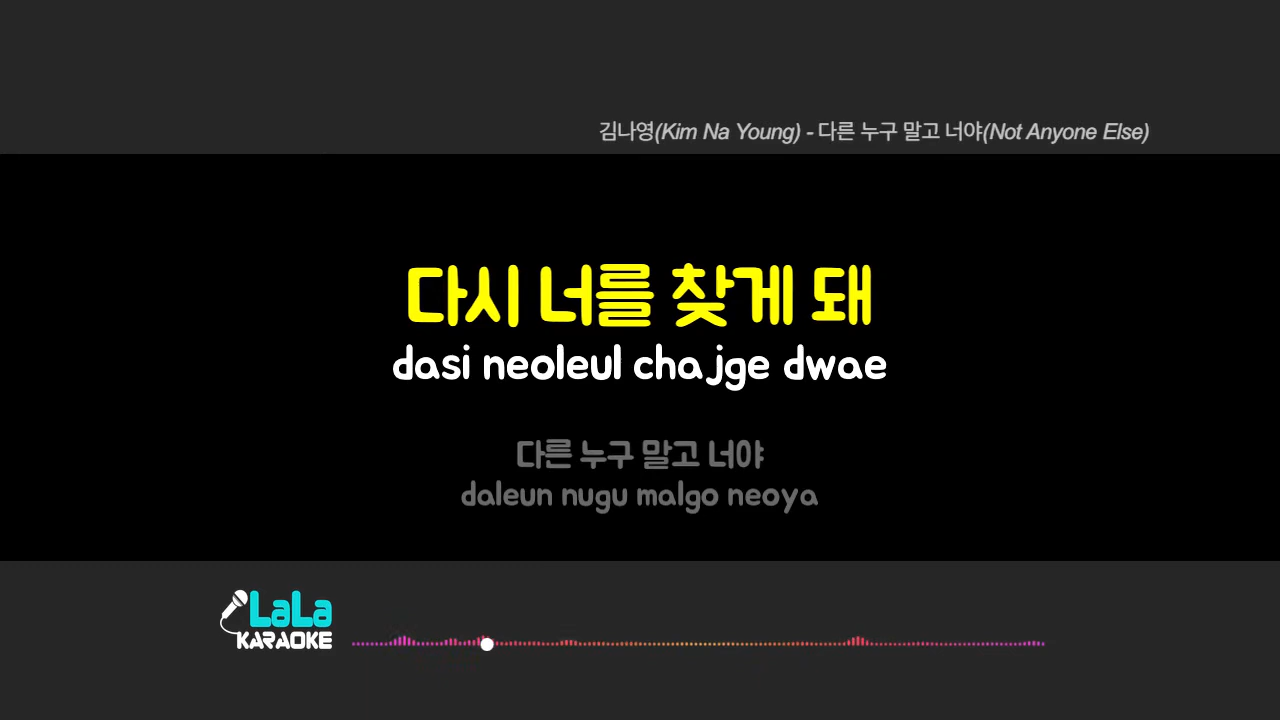 김나영(Kim Na Young) - 다른 누구 말고 너야(Not Anyone Else)
다시 너를 찾게 돼
dasi neoleul chajge dwae
다른 누구 말고 너야
daleun nugu malgo neoya
LaLa
KARAOKE